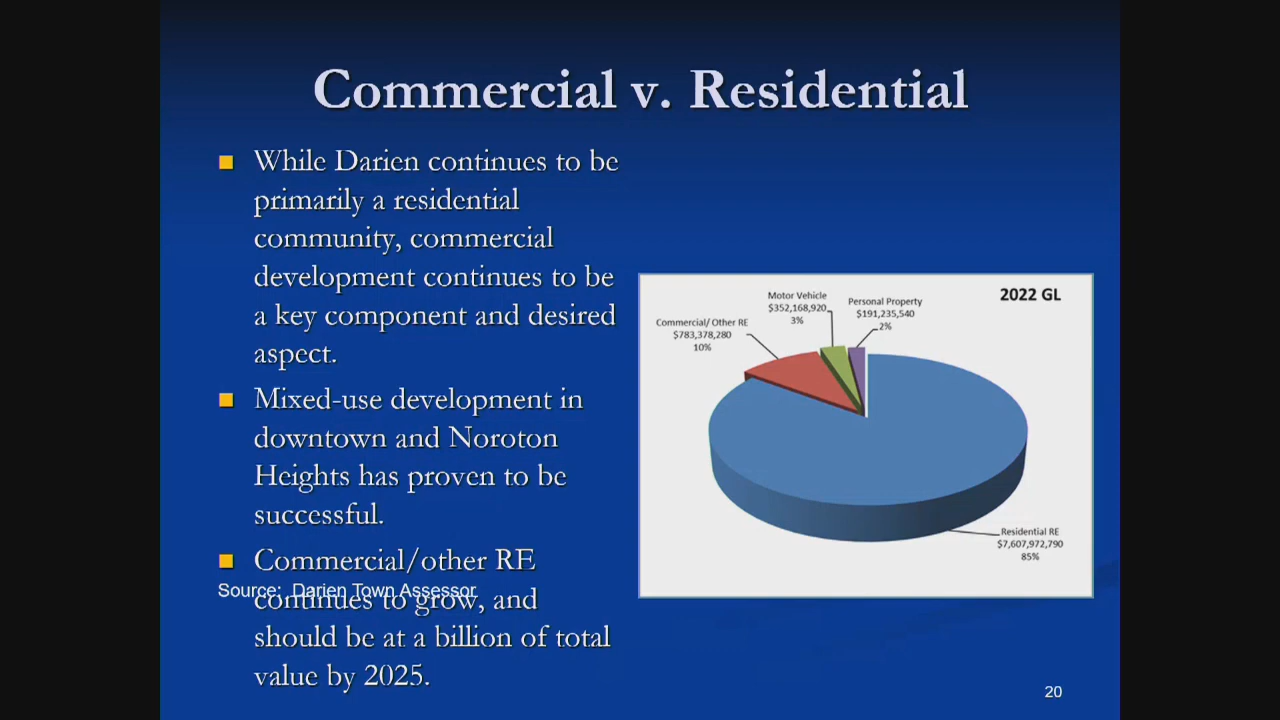 Commercial v. Residential
While Darien continues to be
primarily a residential
community, commercial
development continues to be
a key component and desired
aspect.
Mixed-use development in
downtown and Noroton
Heights has proven to be
successful.
Commercial/other RE
Source: Darien Town Assessor
continues to grow, and
should be at a billion of total
value by 2025.
2022 GL
Motor Vehicle
$352,168,920
3%
Personal Property
$191,235,540
2%
Commercial/ Other RE
$783,378,280
10%
Residential RE
$7,607,972,790
85%
20